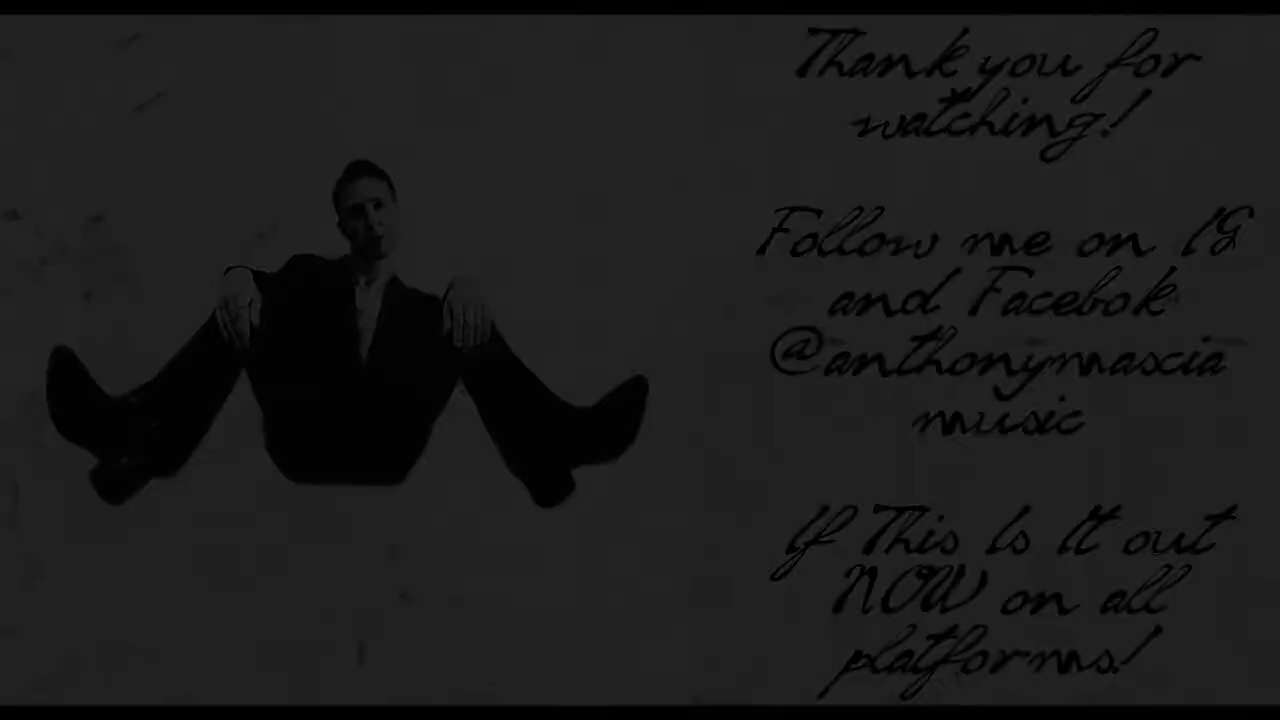 Thank you for
watching!
Follow me on IG
and Facebok
@anthonymascia
music
If This Is It out
NOW on all
platforms!